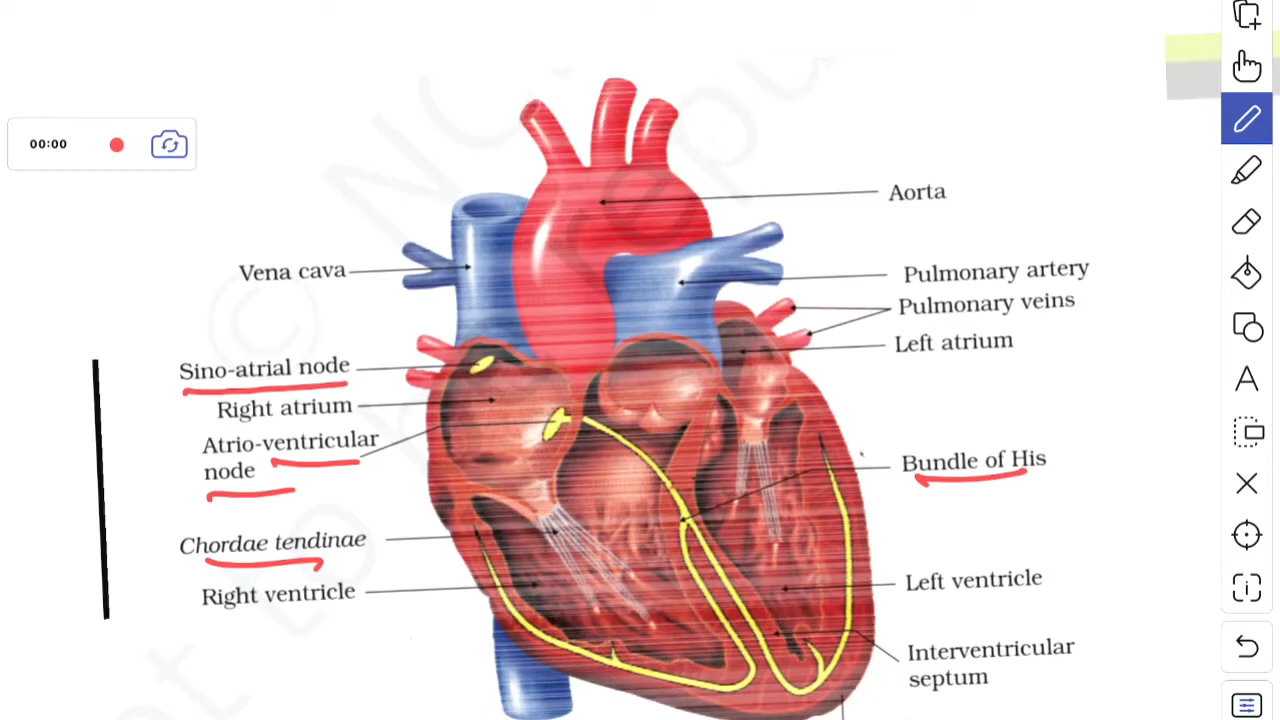 00:00
Aorta
Vena cava
Pulmonary artery
Pulmonary veins
Left atrium
Sino-atrial node
Right atrium
Atrio-ventricular
node
Bundle of His
Chordae tendinae
Right ventricle
Left ventricle
Interventricular
septum